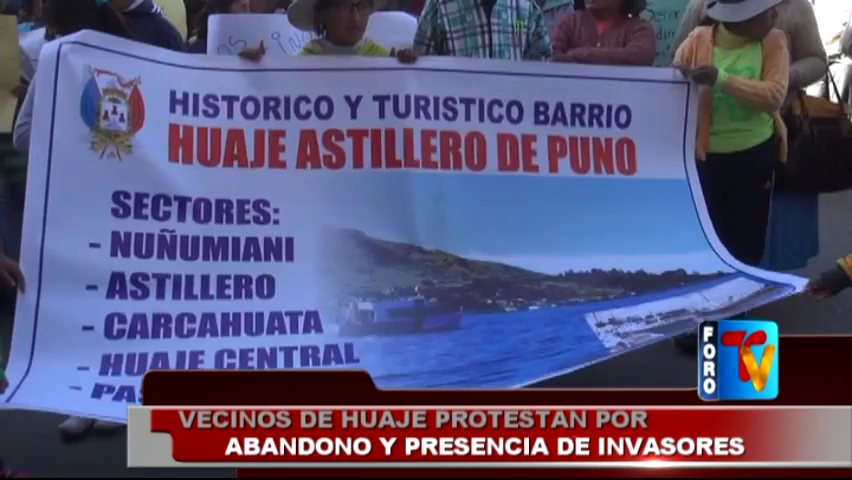 HISTORICO Y TURISTICO BARRIO
HUAJE ASTILLERO DE PUNO
SECTORES:
- NUÑUMIANI
- ASTILLERO
- CARCAHUATA
- HUAJE CENTRAL
FORO TV
VECINOS DE HUAJE PROTESTAN POR
ABANDONO Y PRESENCIA DE INVASORES